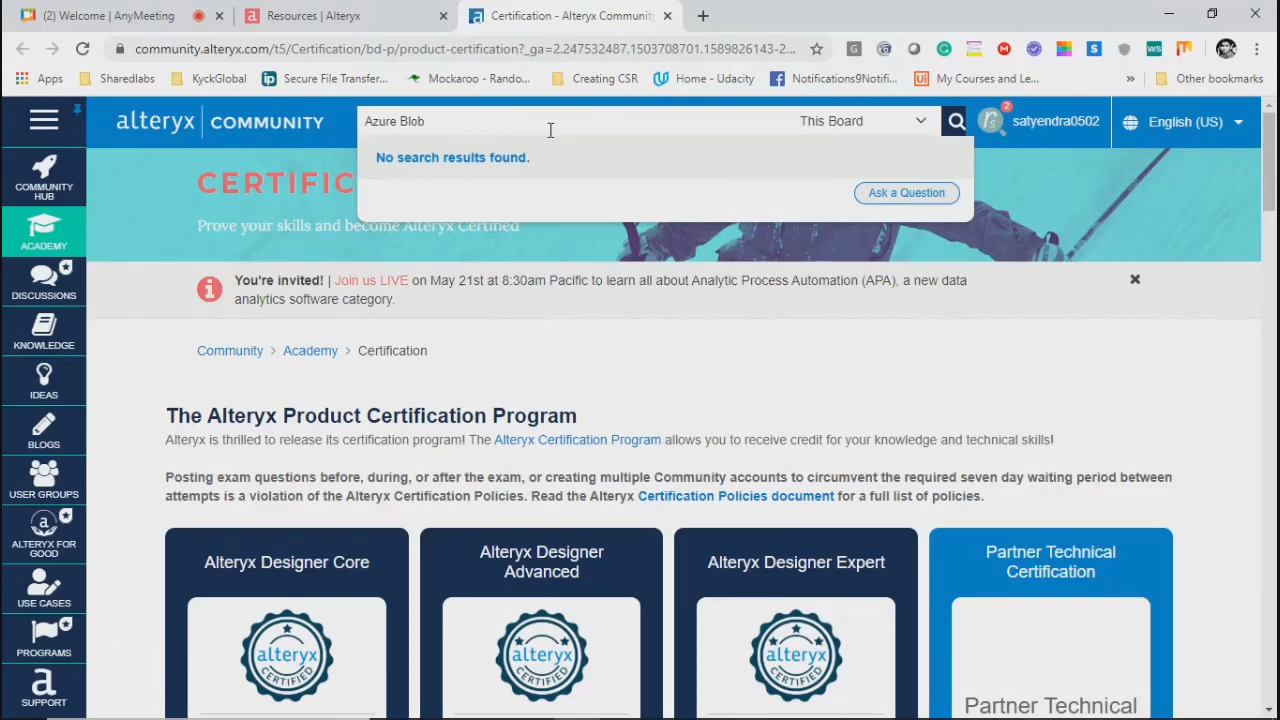 (2) Welcome | AnyMeeting
Resources | Alteryx
Certification - Alteryx Community
community.alteryx.com/t5/Certification/bd-p/product-certification?_ga=2.247532487.1503708701.1589826143-2...
Apps
Sharedlabs
KyckGlobal
Secure File Transfer...
Mockaroo - Rando...
Creating CSR
Home - Udacity
Notifications9Notifi...
My Courses and Le...
»
Other bookmarks
alteryx COMMUNITY
Azure Blob
This Board
2
satyendra0502
English (US)
No search results found.
Ask a Question
CERTIFIC
Prove your skills and become Alteryx Certified
COMMUNITY
HUB
ACADEMY
DISCUSSIONS
KNOWLEDGE
IDEAS
BLOGS
USER GROUPS
ALTERYX FOR
GOOD
USE CASES
PROGRAMS
SUPPORT
You're invited! | Join us LIVE on May 21st at 8:30am Pacific to learn all about Analytic Process Automation (APA), a new data
analytics software category.
Community > Academy > Certification
The Alteryx Product Certification Program
Alteryx is thrilled to release its certification program! The Alteryx Certification Program allows you to receive credit for your knowledge and technical skills!
Posting exam questions before, during, or after the exam, or creating multiple Community accounts to circumvent the required seven day waiting period between
attempts is a violation of the Alteryx Certification Policies. Read the Alteryx Certification Policies document for a full list of policies.
Alteryx Designer Core
alteryx
CERTIFIED
Alteryx Designer
Advanced
alteryx
CERTIFIED
Alteryx Designer Expert
alteryx
CERTIFIED
Partner Technical
Certification
Partner Technical